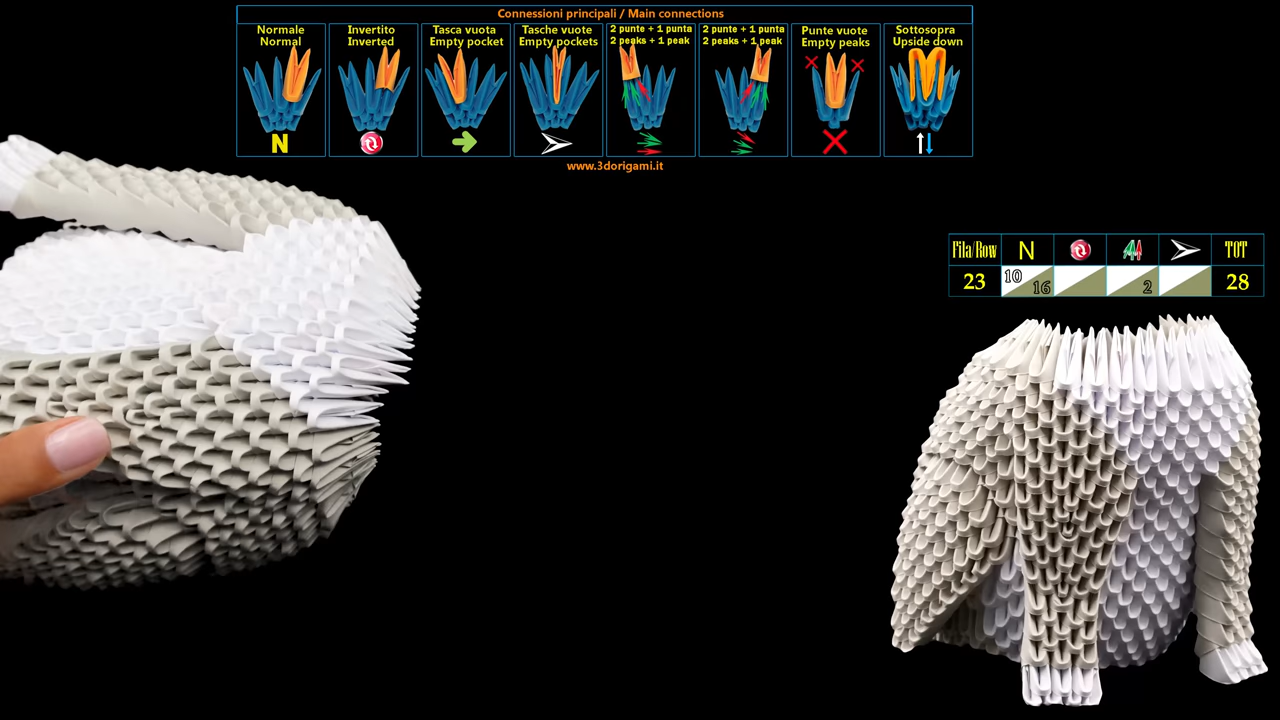 Connessioni principali / Main connections
Normale
Normal
N
Invertito
Inverted
Tasca vuota
Empty pocket
Tasche vuote
Empty pockets
2 punte + 1 punta
2 peaks + 1 peak
2 punte + 1 punta
2 peaks + 1 peak
Punte vuote
Empty peaks
Sottosopra
Upside down
www.3dorigami.it
Fila/Row N TOT
23 10 16 2 28